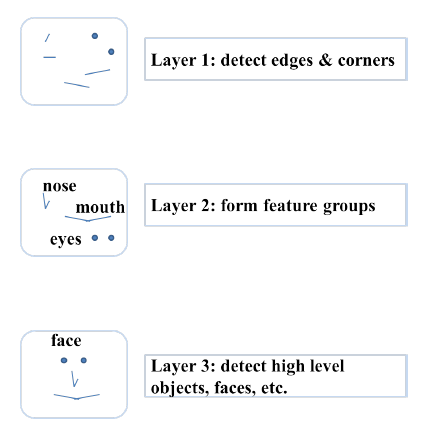 Layer 1: detect edges & corners
nose
mouth
eyes
Layer 2: form feature groups
face
Layer 3: detect high level
objects, faces, etc.